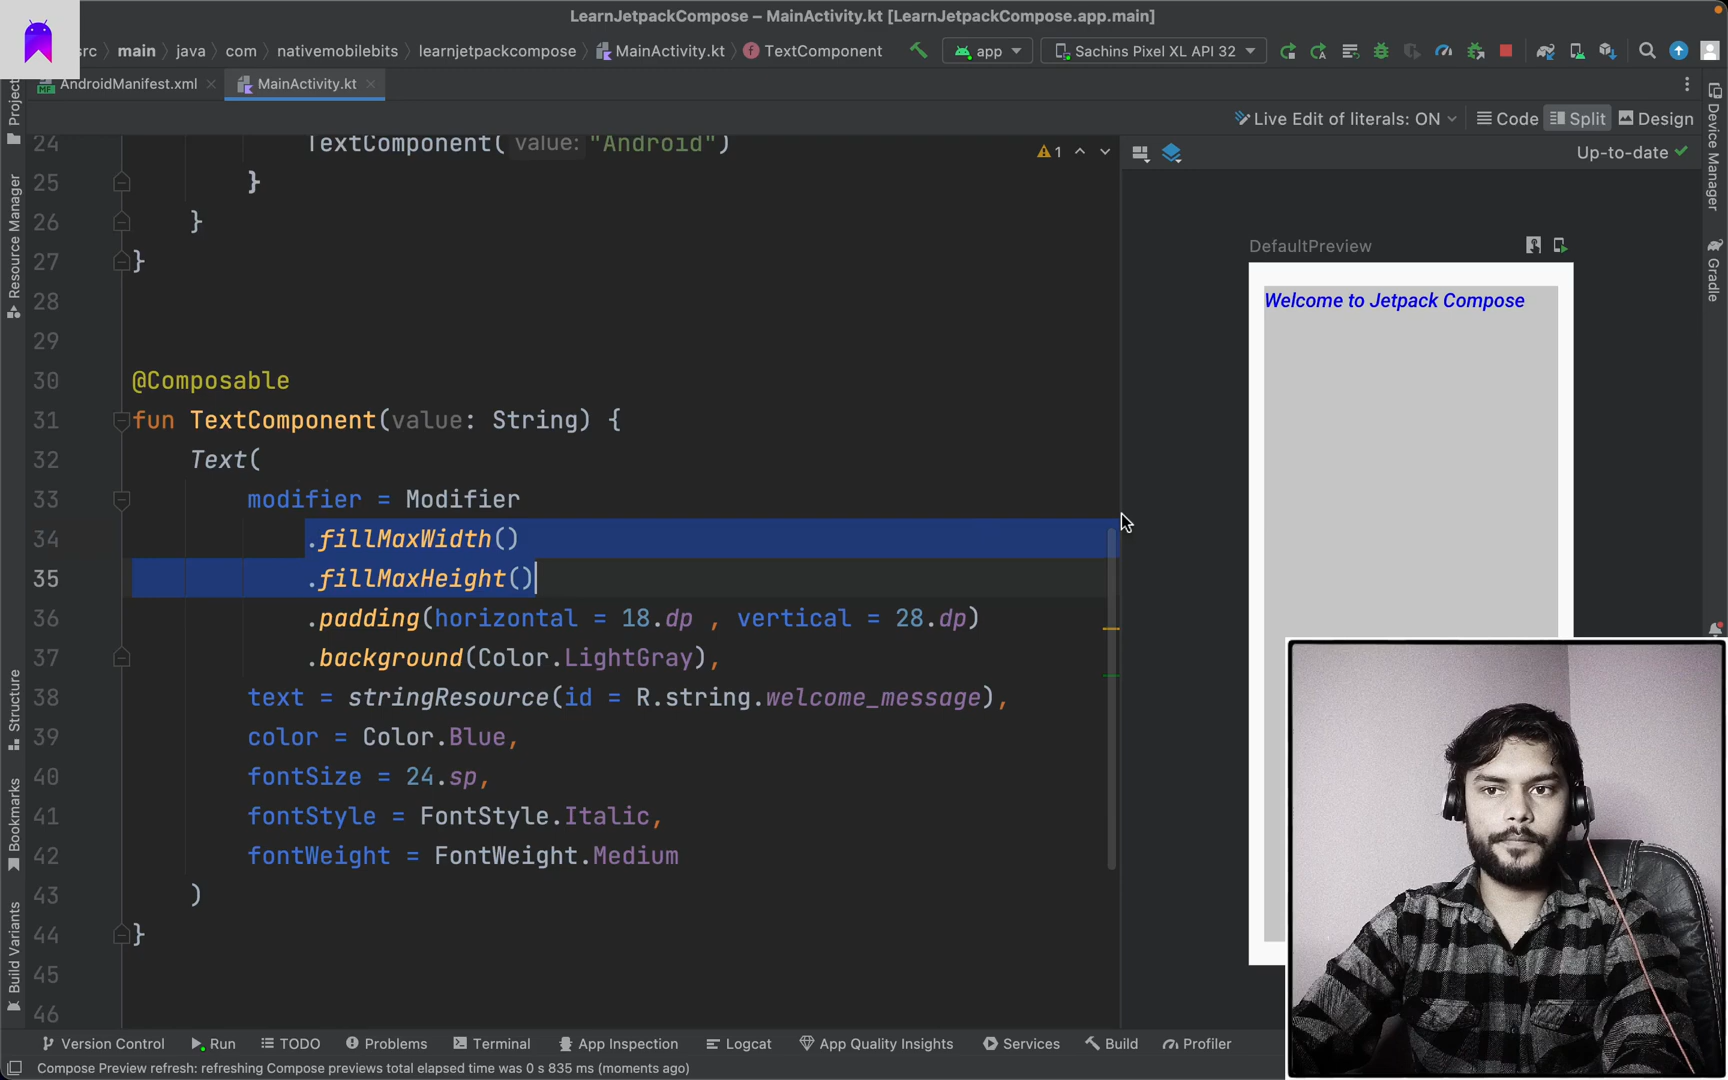 LearnJetpackCompose – MainActivity.kt [LearnJetpackCompose.app.main]
src › main › java › com › nativemobilebits › learnjetpackcompose › MainActivity.kt › TextComponent
app
Sachins Pixel XL API 32
AndroidManifest.xml
MainActivity.kt
Live Edit of literals: ON
Code
Split
Design
Project
Resource Manager
Structure
Bookmarks
Build Variants
Device Manager
Gradle
1
Up-to-date
24 TextComponent( value: "Android")
25 }
26 }
27 }
28
29
30 @Composable
31 fun TextComponent(value: String) {
32 Text(
33 modifier = Modifier
34 .fillMaxWidth()
35 .fillMaxHeight()
36 .padding(horizontal = 18.dp , vertical = 28.dp)
37 .background(Color.LightGray),
38 text = stringResource(id = R.string.welcome_message),
39 color = Color.Blue,
40 fontSize = 24.sp,
41 fontStyle = FontStyle.Italic,
42 fontWeight = FontWeight.Medium
43 )
44 }
45
46
DefaultPreview
Welcome to Jetpack Compose
Version Control
Run
TODO
Problems
Terminal
App Inspection
Logcat
App Quality Insights
Services
Build
Profiler
Compose Preview refresh: refreshing Compose previews total elapsed time was 0 s 835 ms (moments ago)